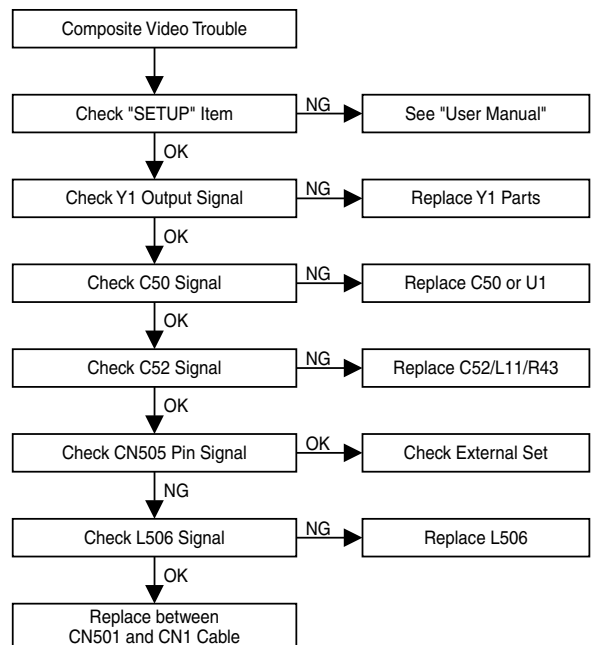 Composite Video Trouble
Check "SETUP" Item
NG
See "User Manual"
OK
Check Y1 Output Signal
NG
Replace Y1 Parts
OK
Check C50 Signal
NG
Replace C50 or U1
OK
Check C52 Signal
NG
Replace C52/L11/R43
OK
Check CN505 Pin Signal
OK
Check External Set
NG
Check L506 Signal
NG
Replace L506
OK
Replace between
CN501 and CN1 Cable